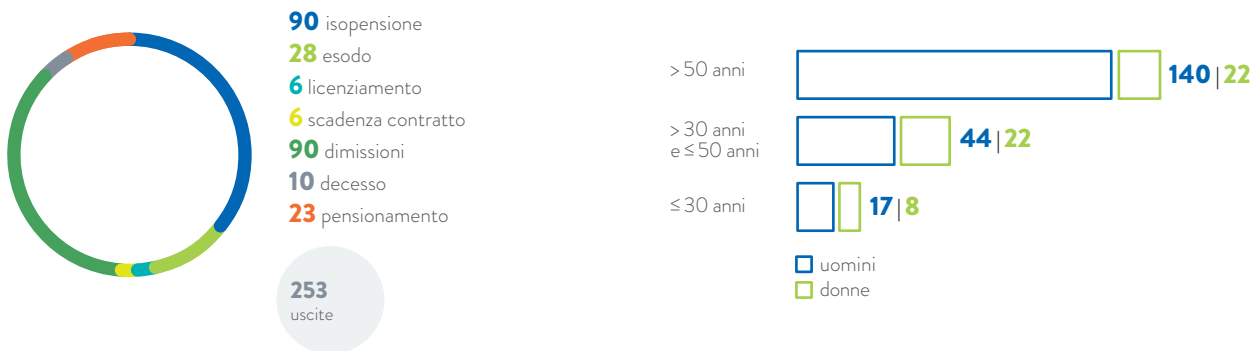 90 isopensione
28 esodo
6 licenziamento
6 scadenza contratto
90 dimissioni
10 decesso
23 pensionamento
253
uscite
> 50 anni
140 | 22
> 30 anni
e ≤ 50 anni
44 | 22
≤ 30 anni
17 | 8
uomini
donne